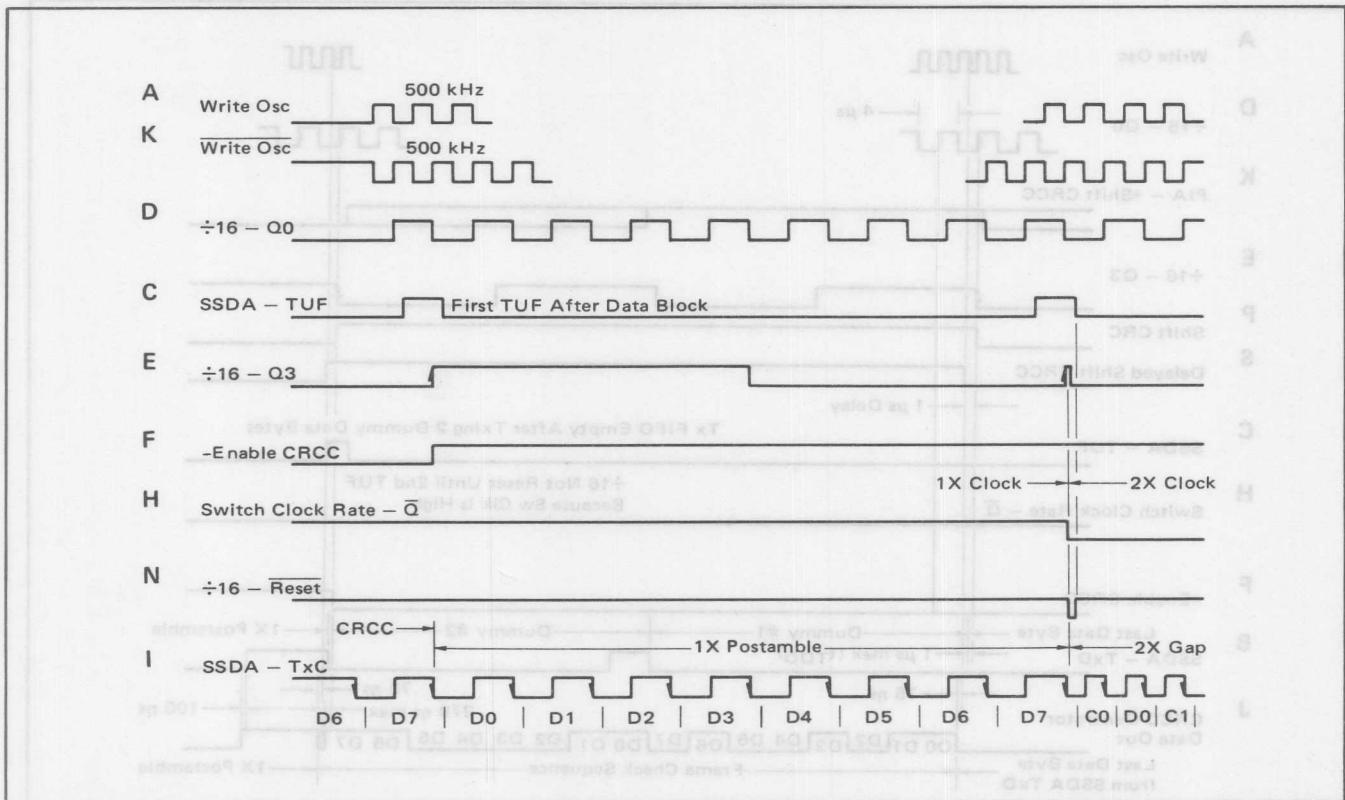 A
Write Osc 500 kHz
K
Write Osc 500 kHz
D
÷16 – Q0
C
SSDA – TUF First TUF After Data Block
E
÷16 – Q3
F
-Enable CRCC
1X Clock 2X Clock
H
Switch Clock Rate – Q
N
÷16 – Reset
CRCC 1X Postamble 2X Gap
I
SSDA – TxC
D6 D7 D0 D1 D2 D3 D4 D5 D6 D7 C0 D0 C1